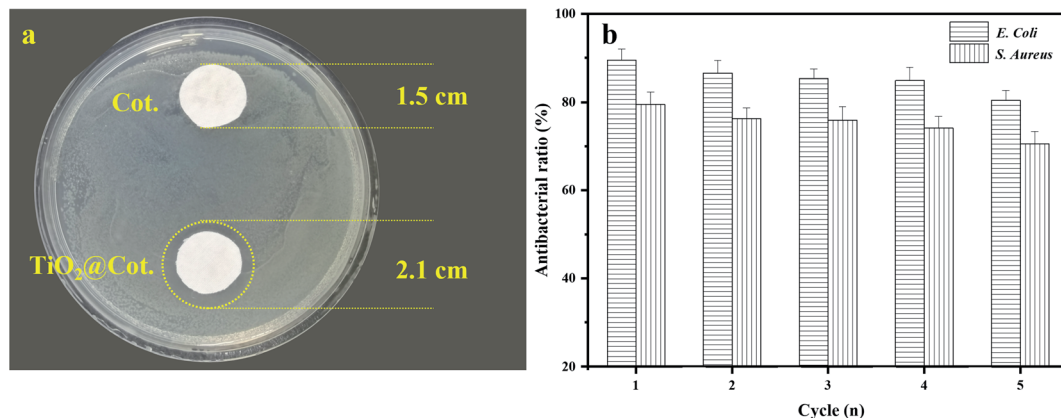 a
Cot.
1.5 cm
TiO₂@Cot.
2.1 cm
b
E. Coli
S. Aureus
Antibacterial ratio (%)
100
80
60
40
20
1 2 3 4 5
Cycle (n)